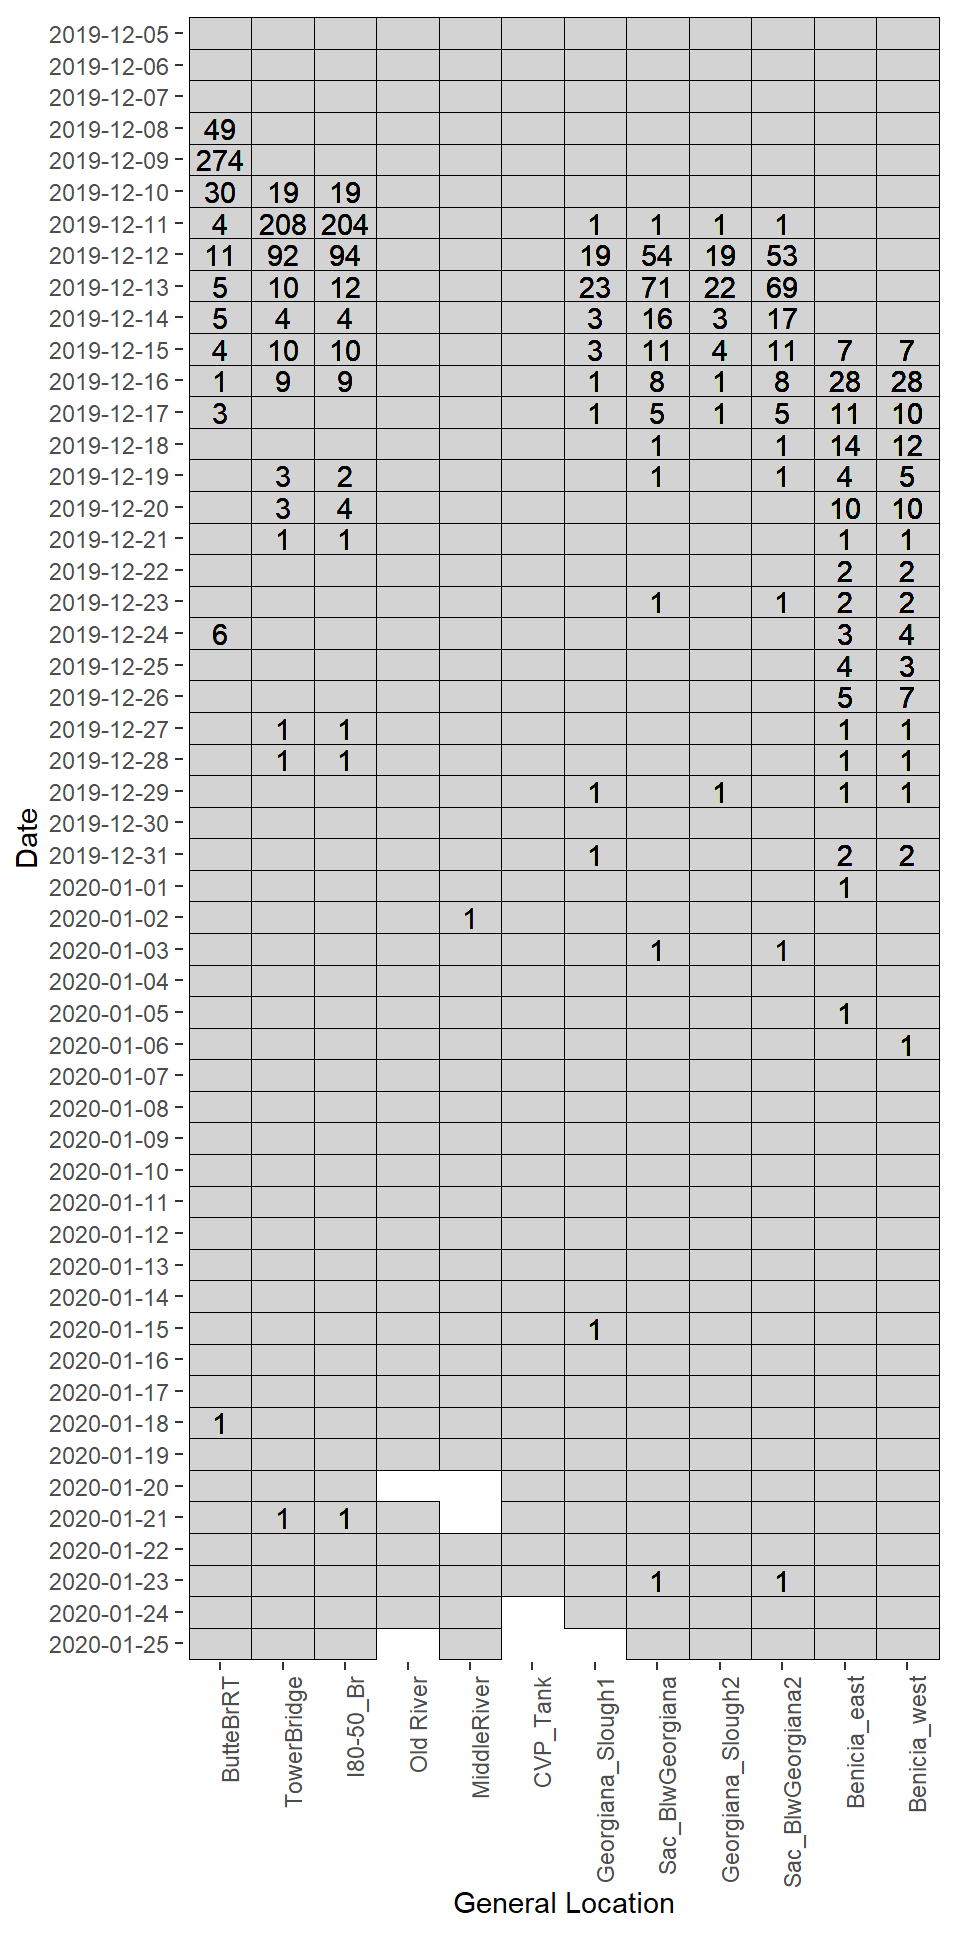 2019-12-05
2019-12-06
2019-12-07
2019-12-08 49
2019-12-09 274
2019-12-10 30 19 19
2019-12-11 4 208 204 1 1 1 1
2019-12-12 11 92 94 19 54 19 53
2019-12-13 5 10 12 23 71 22 69
2019-12-14 5 4 4 3 16 3 17
2019-12-15 4 10 10 3 11 4 11 7 7
2019-12-16 1 9 9 1 8 1 8 28 28
2019-12-17 3 1 5 1 5 11 10
2019-12-18 1 1 14 12
2019-12-19 3 2 1 1 4 5
2019-12-20 3 4 10 10
2019-12-21 1 1 1 1
2019-12-22 2 2
2019-12-23 1 1 2 2
2019-12-24 6 3 4
2019-12-25 4 3
2019-12-26 5 7
2019-12-27 1 1 1 1
2019-12-28 1 1 1 1
2019-12-29 1 1 1 1
2019-12-30
2019-12-31 1 2 2
2020-01-01 1
2020-01-02 1
2020-01-03 1 1
2020-01-04
2020-01-05 1
2020-01-06 1
2020-01-07
2020-01-08
2020-01-09
2020-01-10
2020-01-11
2020-01-12
2020-01-13
2020-01-14
2020-01-15 1
2020-01-16
2020-01-17
2020-01-18 1
2020-01-19
2020-01-20
2020-01-21 1 1
2020-01-22
2020-01-23 1 1
2020-01-24
2020-01-25
Date
ButteBrRT
TowerBridge
I80-50_Br
Old River
MiddleRiver
CVP_Tank
Georgiana_Slough1
Sac_BlwGeorgiana
Georgiana_Slough2
Sac_BlwGeorgiana2
Benicia_east
Benicia_west
General Location